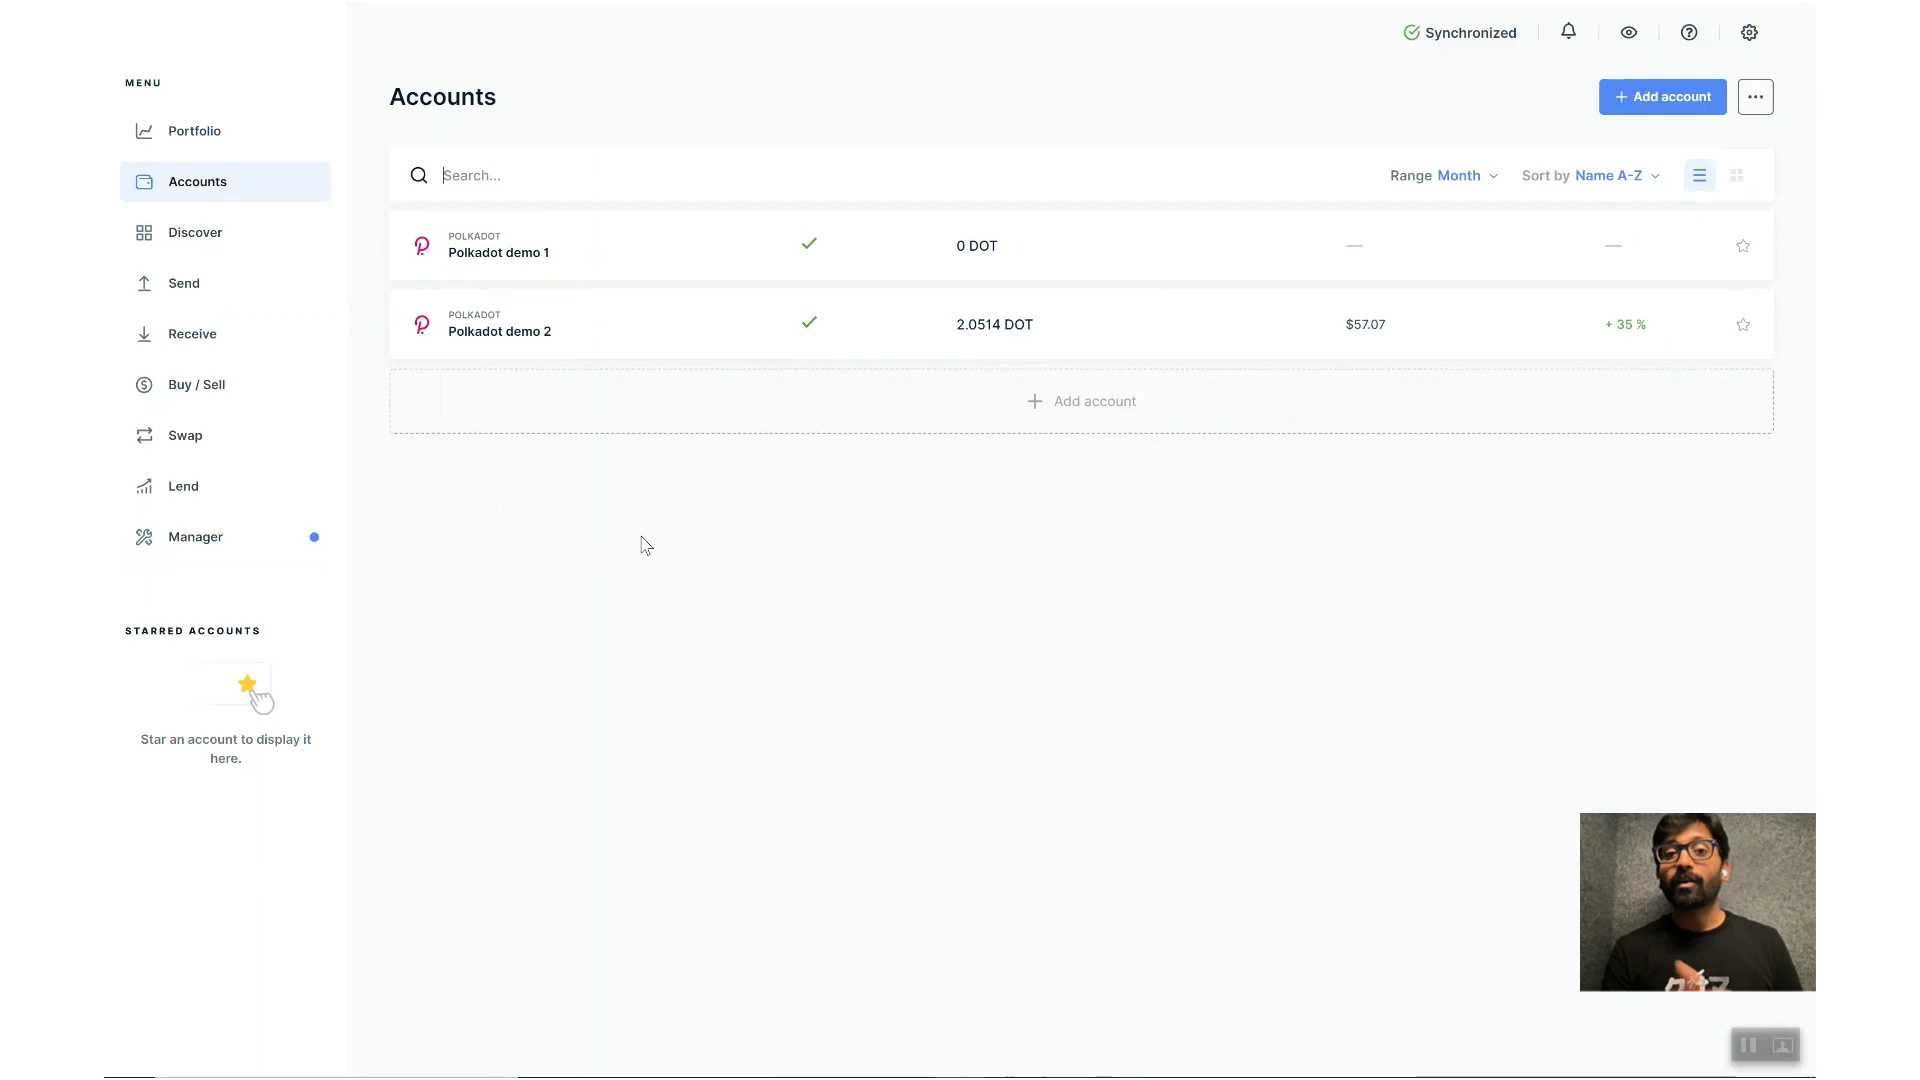 Synchronized
MENU
Portfolio
Accounts
Discover
Send
Receive
Buy / Sell
Swap
Lend
Manager
STARRED ACCOUNTS
Star an account to display it
here.
Accounts
+ Add account
Search...
Range Month
Sort by Name A-Z
POLKADOT
Polkadot demo 1
0 DOT
—
—
POLKADOT
Polkadot demo 2
2.0514 DOT
$57.07
+ 35 %
+ Add account